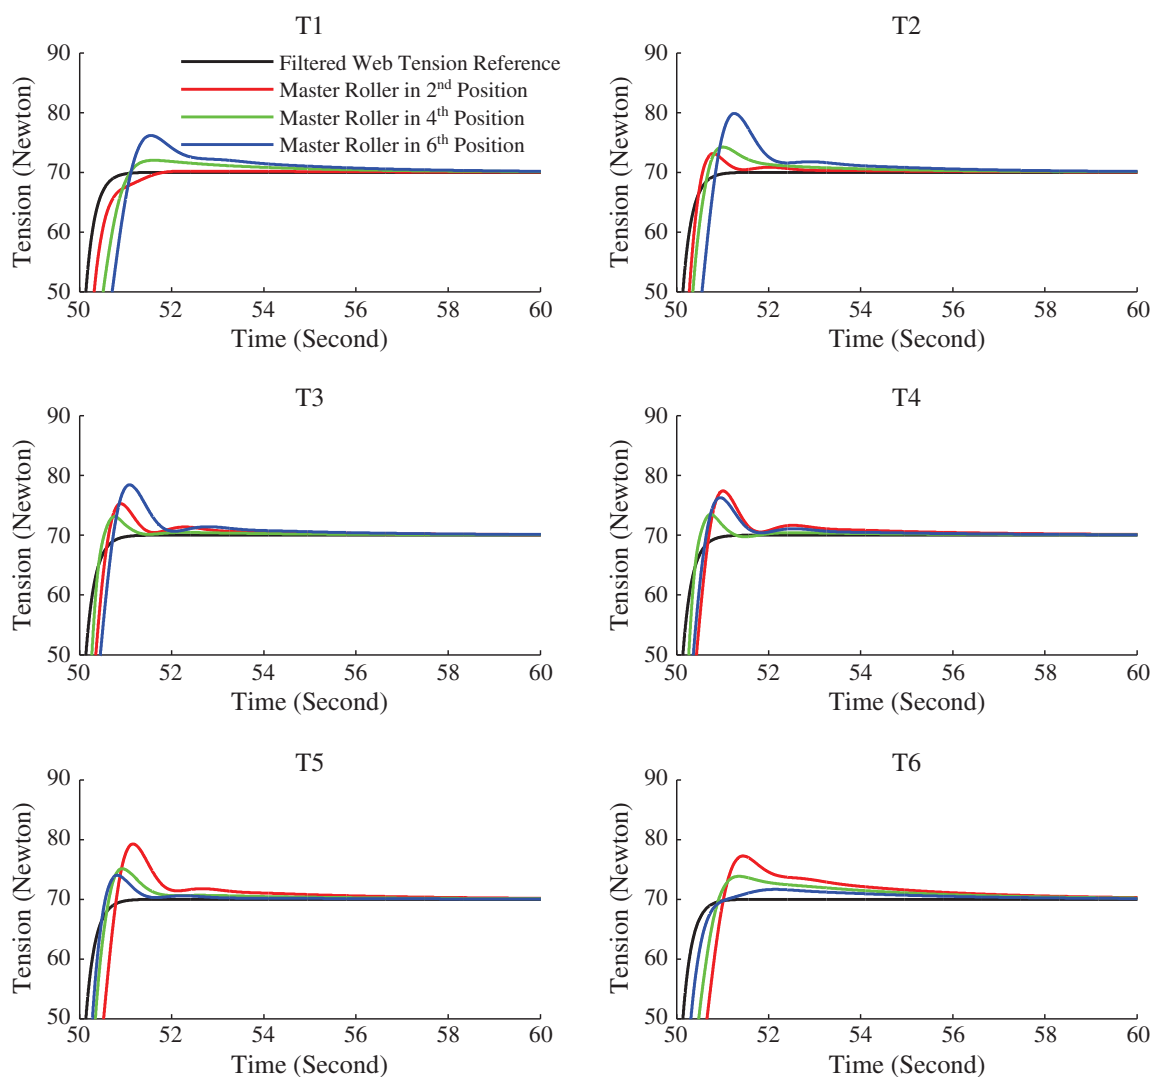 T1
90
80
70
60
50
Tension (Newton)
Filtered Web Tension Reference
Master Roller in 2nd Position
Master Roller in 4th Position
Master Roller in 6th Position
50 52 54 56 58 60
Time (Second)
T2
90
80
70
60
50
Tension (Newton)
50 52 54 56 58 60
Time (Second)
T3
90
80
70
60
50
Tension (Newton)
50 52 54 56 58 60
Time (Second)
T4
90
80
70
60
50
Tension (Newton)
50 52 54 56 58 60
Time (Second)
T5
90
80
70
60
50
Tension (Newton)
50 52 54 56 58 60
Time (Second)
T6
90
80
70
60
50
Tension (Newton)
50 52 54 56 58 60
Time (Second)